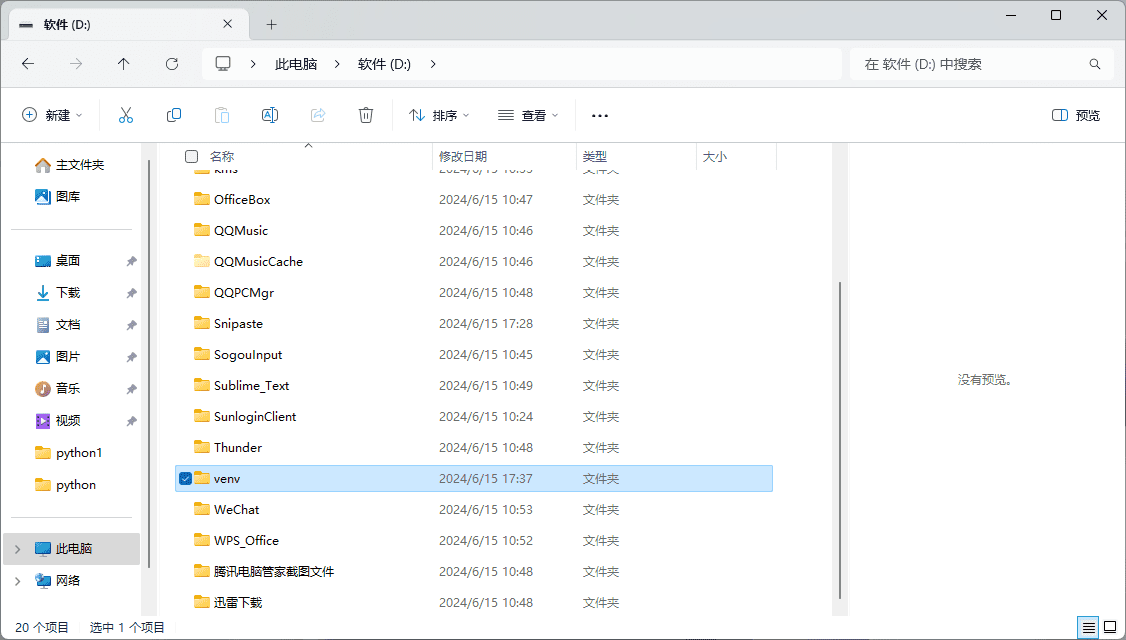 软件 (D:)
此电脑 软件 (D:)
在 软件 (D:) 中搜索
新建 排序 查看 预览
名称 修改日期 类型 大小
主文件夹
图库
桌面
下载
文档
图片
音乐
视频
python1
python
此电脑
网络
kms 2024/6/15 10:53 文件夹
OfficeBox 2024/6/15 10:47 文件夹
QQMusic 2024/6/15 10:46 文件夹
QQMusicCache 2024/6/15 10:46 文件夹
QQPCMgr 2024/6/15 10:48 文件夹
Snipaste 2024/6/15 17:28 文件夹
SogouInput 2024/6/15 10:45 文件夹
Sublime_Text 2024/6/15 10:49 文件夹
SunloginClient 2024/6/15 10:24 文件夹
Thunder 2024/6/15 10:48 文件夹
venv 2024/6/15 17:37 文件夹
WeChat 2024/6/15 10:53 文件夹
WPS_Office 2024/6/15 10:52 文件夹
腾讯电脑管家截图文件 2024/6/15 10:48 文件夹
迅雷下载 2024/6/15 10:48 文件夹
没有预览。
20 个项目 选中 1 个项目